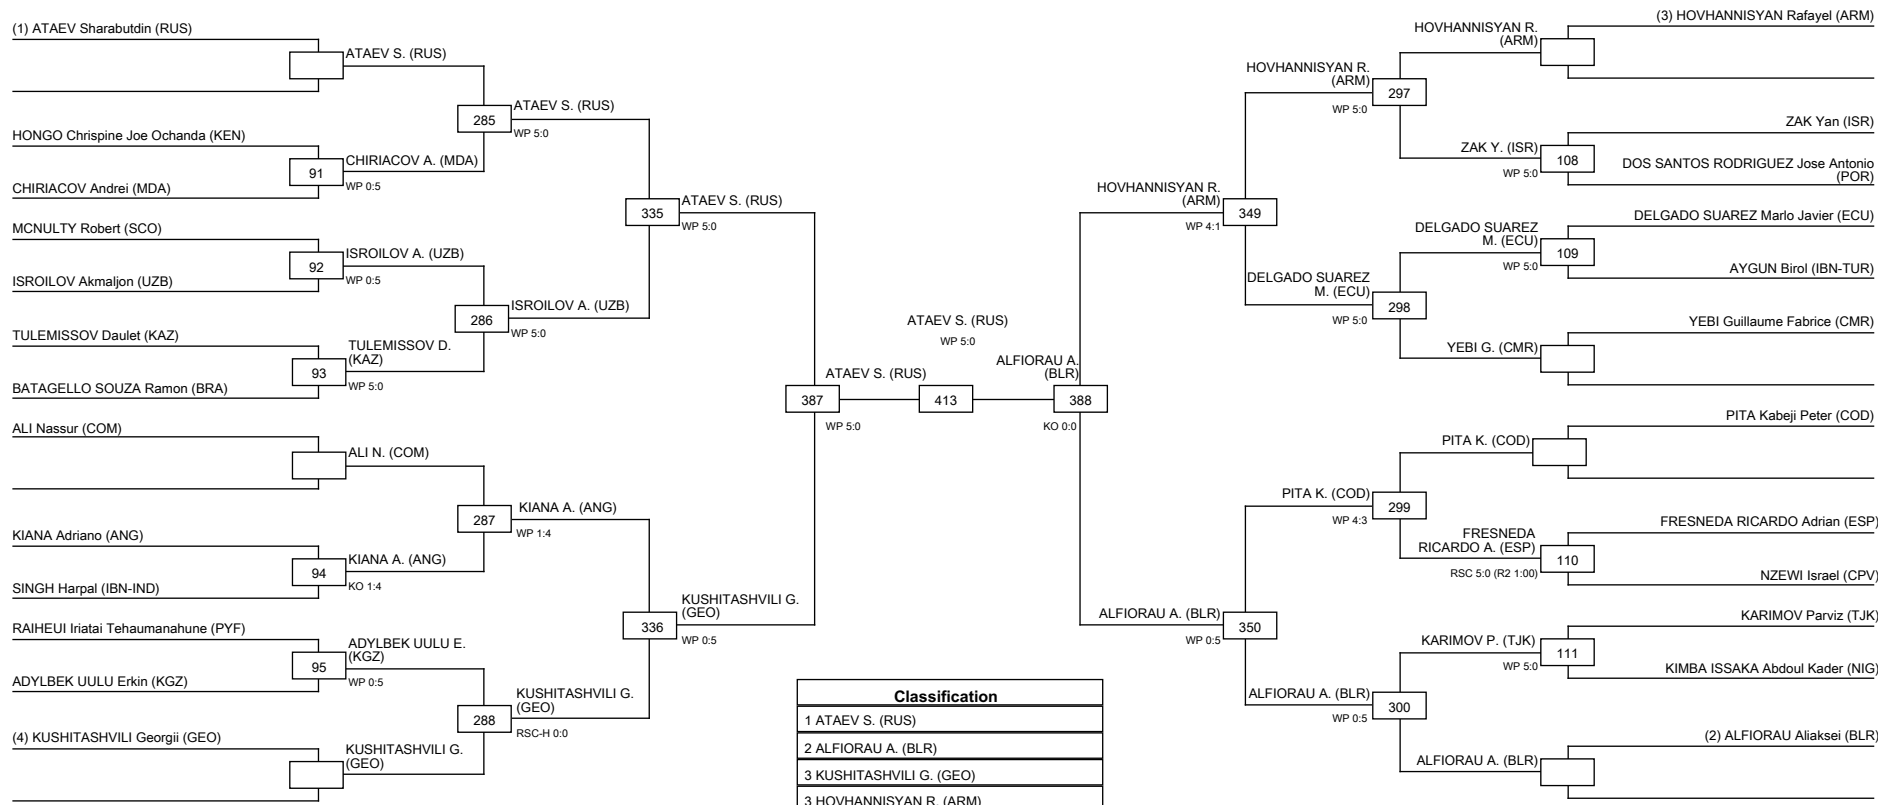 (1) ATAEV Sharabutdin (RUS)
ATAEV S. (RUS)
285
ATAEV S. (RUS)
WP 5:0
HONGO Chrispine Joe Ochanda (KEN)
91
CHIRIACOV A. (MDA)
WP 0:5
CHIRIACOV Andrei (MDA)
335
ATAEV S. (RUS)
WP 5:0
MCNULTY Robert (SCO)
92
ISROILOV A. (UZB)
WP 0:5
ISROILOV Akmaljon (UZB)
286
ISROILOV A. (UZB)
WP 5:0
TULEMISSOV Daulet (KAZ)
93
TULEMISSOV D.
(KAZ)
WP 5:0
BATAGELLO SOUZA Ramon (BRA)
387
ATAEV S. (RUS)
WP 5:0
ALI Nassur (COM)
ALI N. (COM)
287
KIANA A. (ANG)
WP 1:4
KIANA Adriano (ANG)
94
KIANA A. (ANG)
KO 1:4
SINGH Harpal (IBN-IND)
336
KUSHITASHVILI G.
(GEO)
WP 0:5
RAIHEUI Iriatai Tehaumanahune (PYF)
95
ADYLBEK UULU E.
(KGZ)
WP 0:5
ADYLBEK UULU Erkin (KGZ)
288
KUSHITASHVILI G.
(GEO)
RSC-H 0:0
(4) KUSHITASHVILI Georgii (GEO)
KUSHITASHVILI G.
(GEO)
ATAEV S. (RUS)
WP 5:0
413
ALFIORAU A.
(BLR)
388
KO 0:0
(3) HOVHANNISYAN Rafayel (ARM)
HOVHANNISYAN R.
(ARM)
HOVHANNISYAN R.
(ARM)
297
WP 5:0
ZAK Yan (ISR)
ZAK Y. (ISR)
108
WP 5:0
DOS SANTOS RODRIGUEZ Jose Antonio
(POR)
HOVHANNISYAN R.
(ARM)
349
WP 4:1
DELGADO SUAREZ Marlo Javier (ECU)
DELGADO SUAREZ
M. (ECU)
109
WP 5:0
AYGUN Birol (IBN-TUR)
DELGADO SUAREZ
M. (ECU)
298
WP 5:0
YEBI Guillaume Fabrice (CMR)
YEBI G. (CMR)
PITA Kabeji Peter (COD)
PITA K. (COD)
PITA K. (COD)
299
WP 4:3
FRESNEDA RICARDO Adrian (ESP)
FRESNEDA
RICARDO A. (ESP)
110
RSC 5:0 (R2 1:00)
NZEWI Israel (CPV)
ALFIORAU A. (BLR)
350
WP 0:5
KARIMOV Parviz (TJK)
KARIMOV P. (TJK)
111
WP 5:0
KIMBA ISSAKA Abdoul Kader (NIG)
ALFIORAU A. (BLR)
300
WP 0:5
(2) ALFIORAU Aliaksei (BLR)
ALFIORAU A. (BLR)
Classification
1 ATAEV S. (RUS)
2 ALFIORAU A. (BLR)
3 KUSHITASHVILI G. (GEO)
3 HOVHANNISYAN R. (ARM)